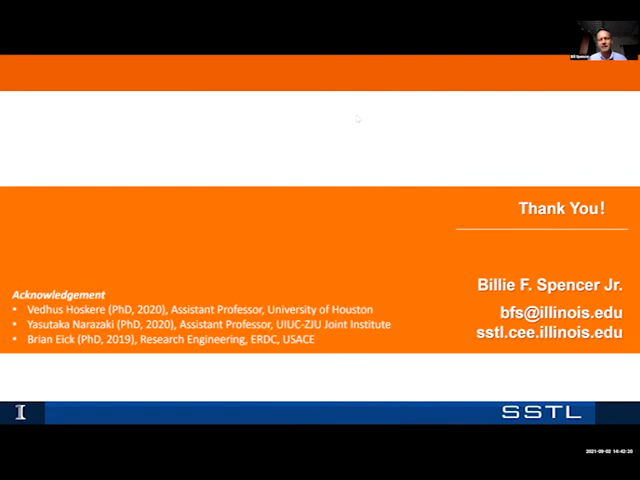 Bill Spencer
Thank You!
Billie F. Spencer Jr.
bfs@illinois.edu
sstl.cee.illinois.edu
Acknowledgement
• Vedhus Hoskere (PhD, 2020), Assistant Professor, University of Houston
• Yasutaka Narazaki (PhD, 2020), Assistant Professor, UIUC-ZJU Joint Institute
• Brian Eick (PhD, 2019), Research Engineering, ERDC, USACE
I
SSTL
2021-09-02 14:42:20